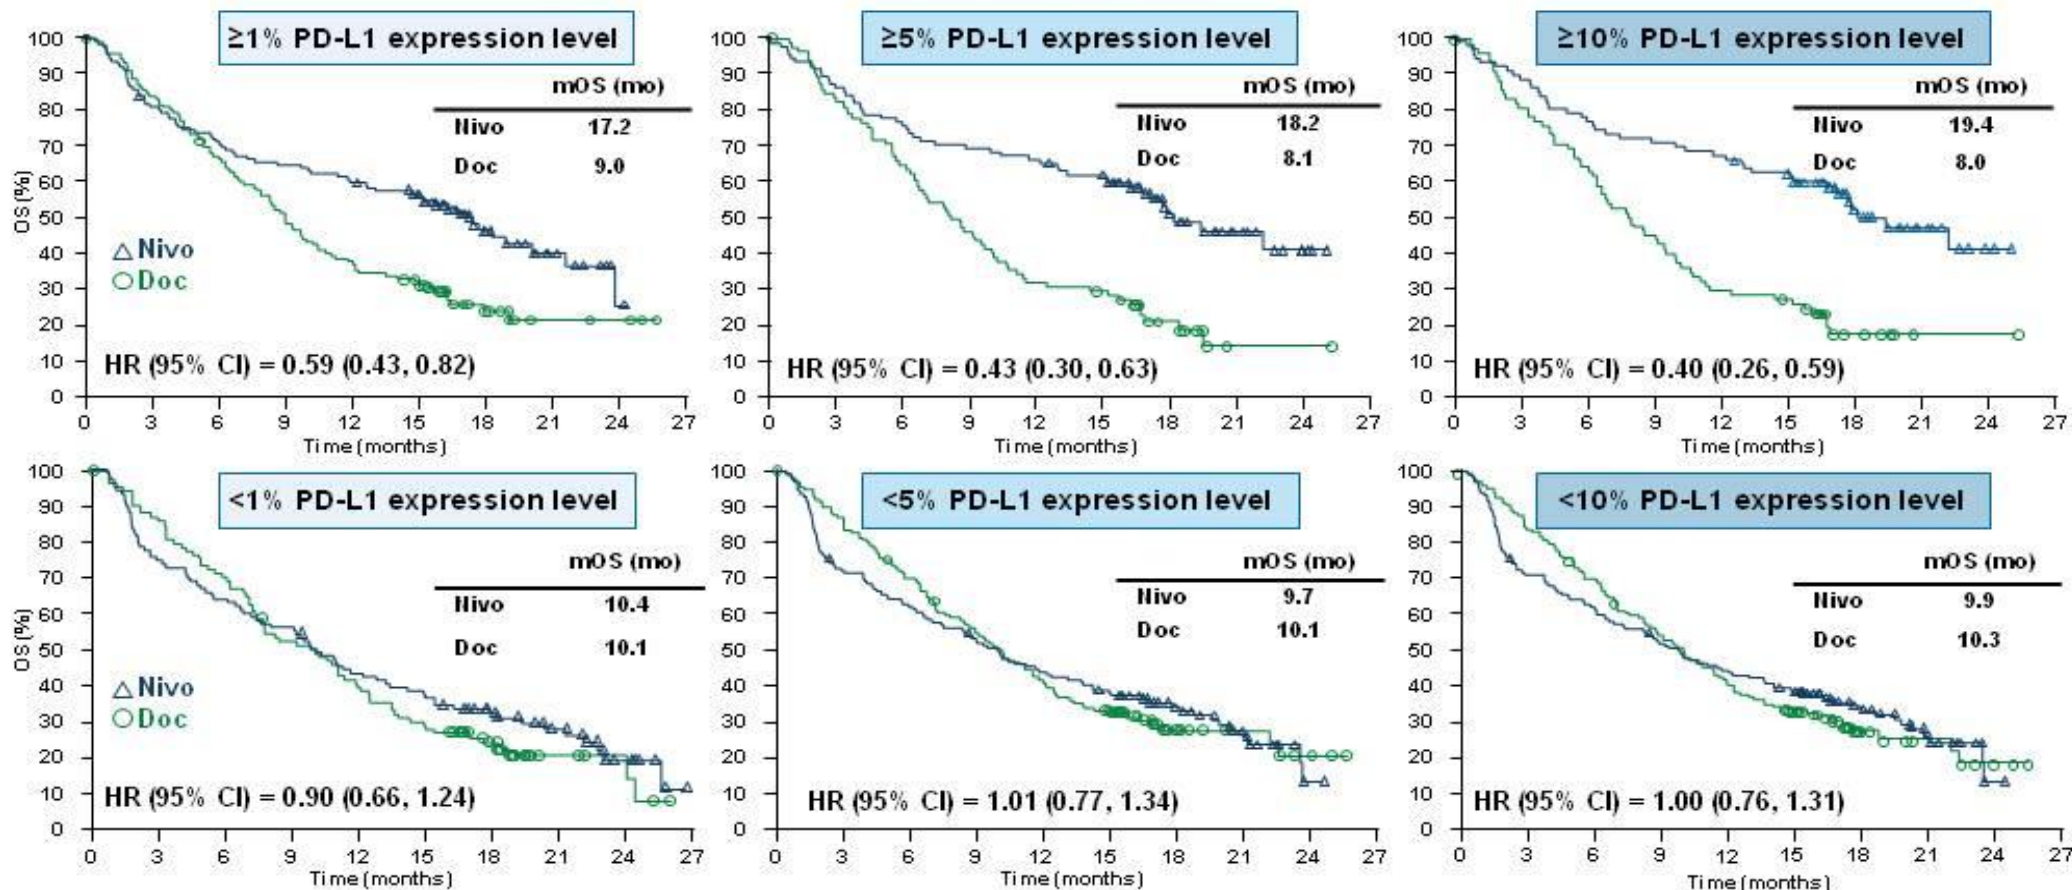 ≥1% PD-L1 expression level
mOS (mo)
Nivo 17.2
Doc 9.0
OS (%)
100
90
80
70
60
50
40
30
20
10
0
△ Nivo
○ Doc
HR (95% CI) = 0.59 (0.43, 0.82)
0 3 6 9 12 15 18 21 24 27
Time (months)
≥5% PD-L1 expression level
mOS (mo)
Nivo 18.2
Doc 8.1
100
90
80
70
60
50
40
30
20
10
0
HR (95% CI) = 0.43 (0.30, 0.63)
0 3 6 9 12 15 18 21 24 27
Time (months)
≥10% PD-L1 expression level
mOS (mo)
Nivo 19.4
Doc 8.0
100
90
80
70
60
50
40
30
20
10
0
HR (95% CI) = 0.40 (0.26, 0.59)
0 3 6 9 12 15 18 21 24 27
Time (months)
<1% PD-L1 expression level
mOS (mo)
Nivo 10.4
Doc 10.1
OS (%)
100
90
80
70
60
50
40
30
20
10
0
△ Nivo
○ Doc
HR (95% CI) = 0.90 (0.66, 1.24)
0 3 6 9 12 15 18 21 24 27
Time (months)
<5% PD-L1 expression level
mOS (mo)
Nivo 9.7
Doc 10.1
100
90
80
70
60
50
40
30
20
10
0
HR (95% CI) = 1.01 (0.77, 1.34)
0 3 6 9 12 15 18 21 24 27
Time (months)
<10% PD-L1 expression level
mOS (mo)
Nivo 9.9
Doc 10.3
100
90
80
70
60
50
40
30
20
10
0
HR (95% CI) = 1.00 (0.76, 1.31)
0 3 6 9 12 15 18 21 24 27
Time (months)